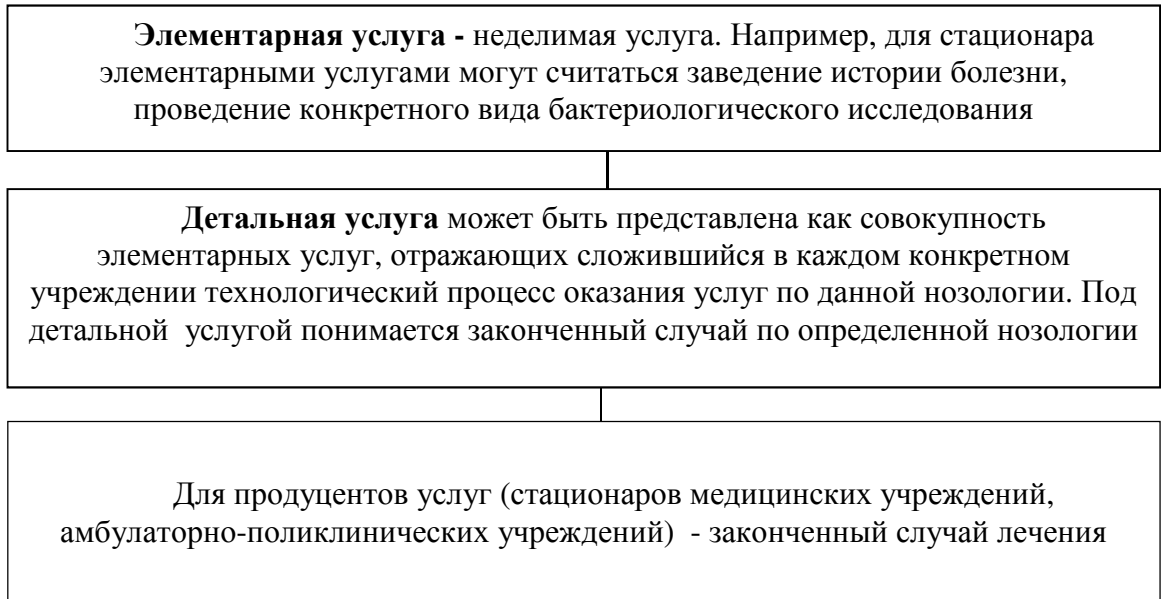 Элементарная услуга - неделимая услуга. Например, для стационара
элементарными услугами могут считаться заведение истории болезни,
проведение конкретного вида бактериологического исследования
Детальная услуга может быть представлена как совокупность
элементарных услуг, отражающих сложившийся в каждом конкретном
учреждении технологический процесс оказания услуг по данной нозологии. Под
детальной услугой понимается законченный случай по определенной нозологии
Для продуцентов услуг (стационаров медицинских учреждений,
амбулаторно-поликлинических учреждений) - законченный случай лечения